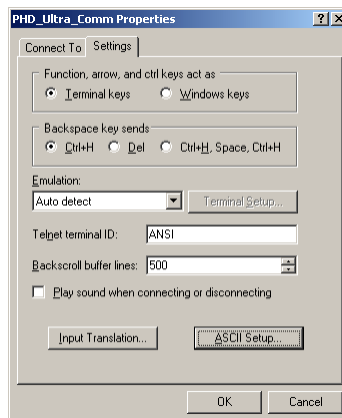 PHD_Ultra_Comm Properties
Connect To Settings
Function, arrow, and ctrl keys act as
Terminal keys Windows keys
Backspace key sends
Ctrl+H Del Ctrl+H, Space, Ctrl+H
Emulation:
Auto detect Terminal Setup...
Telnet terminal ID: ANSI
Backscroll buffer lines: 500
Play sound when connecting or disconnecting
Input Translation... ASCII Setup...
OK Cancel